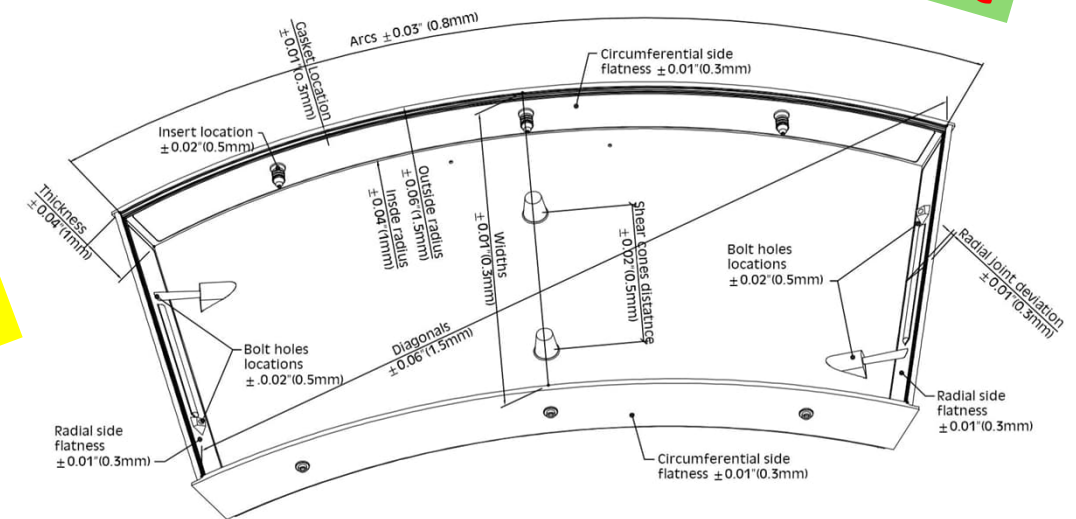 Arcs ±0.03" (0.8mm)
Gasket Location
±0.01"(0.3mm)
Circumferential side
flatness ±0.01"(0.3mm)
Insert location
±0.02"(0.5mm)
Thickness
±0.04"(1mm)
Outside radius
±0.06"(1.5mm)
Insde radius
±0.04"(1mm)
Widths
±0.01"(0.3mm)
Shear cones distatnce
±0.02"(0.5mm)
Bolt holes
locations
±0.02"(0.5mm)
Radial joint deviation
±0.01"(0.3mm)
Diagonals
±0.06"(1.5mm)
Bolt holes
locations
±.0.02"(0.5mm)
Radial side
flatness
±0.01"(0.3mm)
Radial side
flatness
±0.01"(0.3mm)
Circumferential side
flatness ±0.01"(0.3mm)